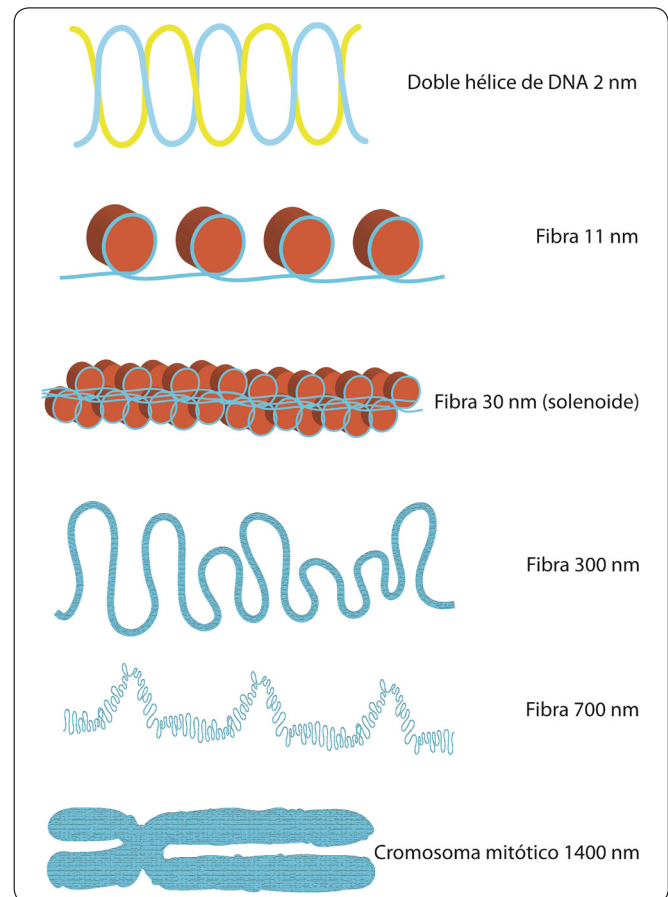 Doble hélice de DNA 2 nm
Fibra 11 nm
Fibra 30 nm (solenoide)
Fibra 300 nm
Fibra 700 nm
Cromosoma mitótico 1400 nm